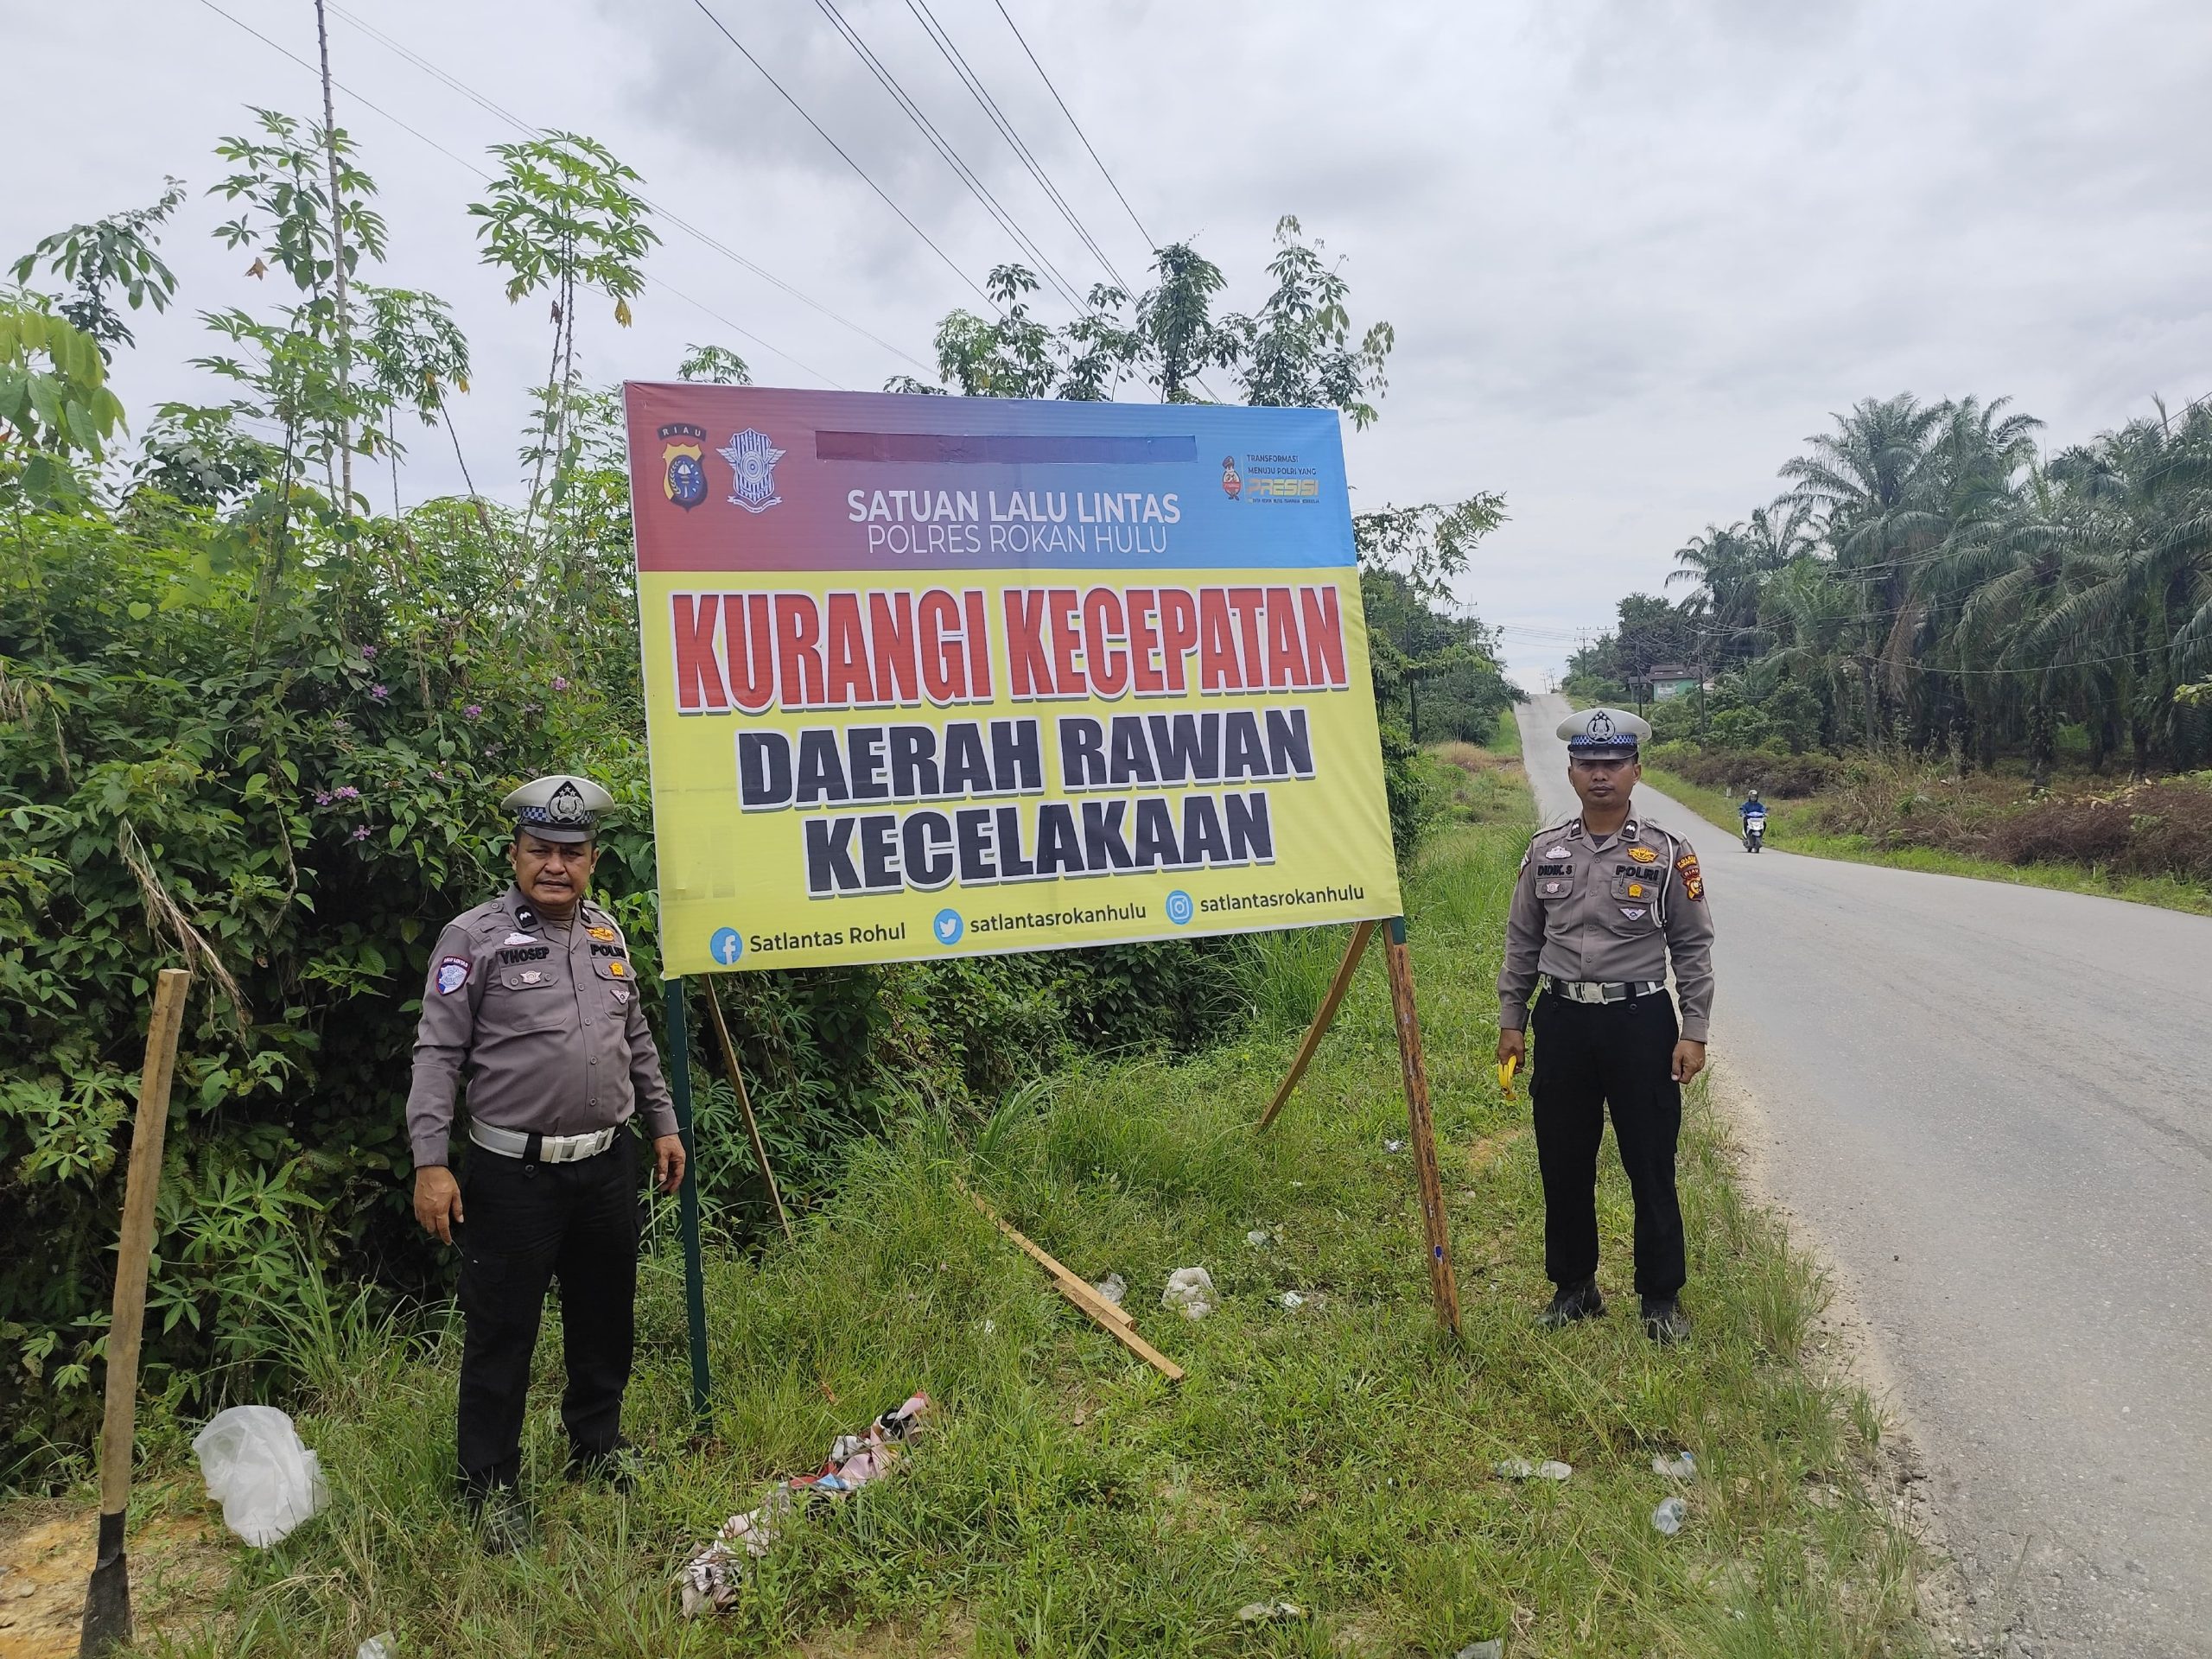 RIAU
SATUAN LALU LINTAS
POLRES ROKAN HULU
TRANSFORMASI
MENUJU POLRI YANG
PRESISI
KURANGI KECEPATAN
DAERAH RAWAN
KECELAKAAN
Satlantas Rohul
satlantasrokanhulu
satlantasrokanhulu
YHOSEP
POLRI
DIDIK.S
POLRI